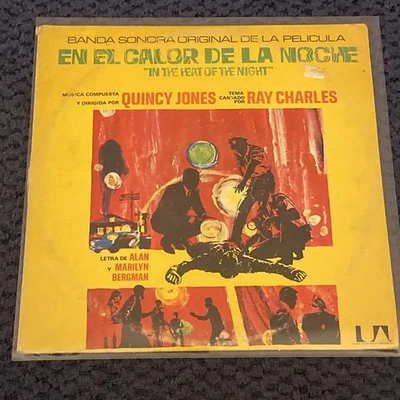 BANDA SONORA ORIGINAL DE LA PELICULA
EN EL CALOR DE LA NOCHE
"IN THE HEAT OF THE NIGHT"
MÚSICA COMPUESTA
Y DIRIGIDA POR
QUINCY JONES
TEMA
CANTADO
POR
RAY CHARLES
LETRA DE ALAN
Y MARILYN
BERGMAN
UA